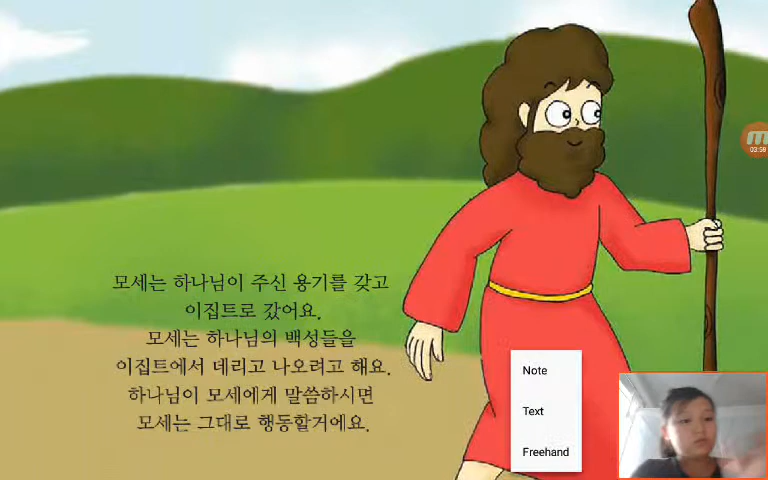 모세는 하나님이 주신 용기를 갖고
이집트로 갔어요.
모세는 하나님의 백성들을
이집트에서 데리고 나오려고 해요.
하나님이 모세에게 말씀하시면
모세는 그대로 행동할거에요.
Note
Text
Freehand
03:58